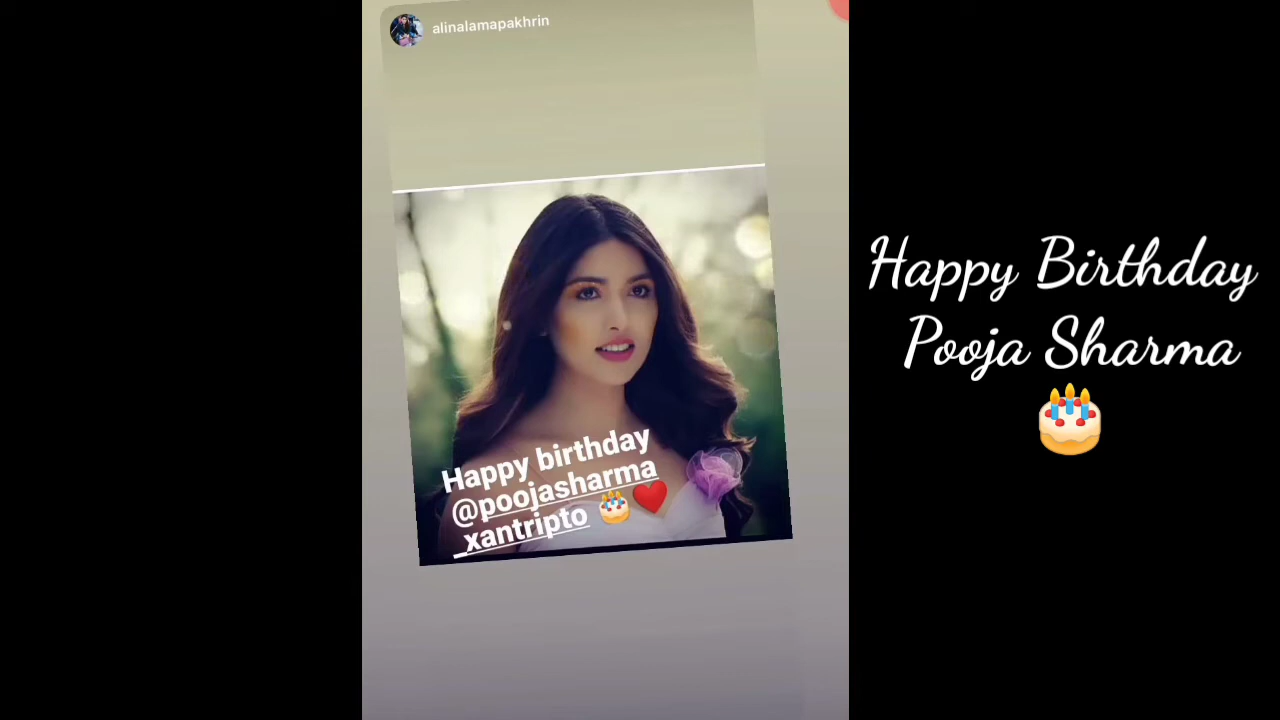 alinalamapakhrin
Happy birthday
@poojasharma
_xantripto 🎂❤️
Happy Birthday
Pooja Sharma
🎂